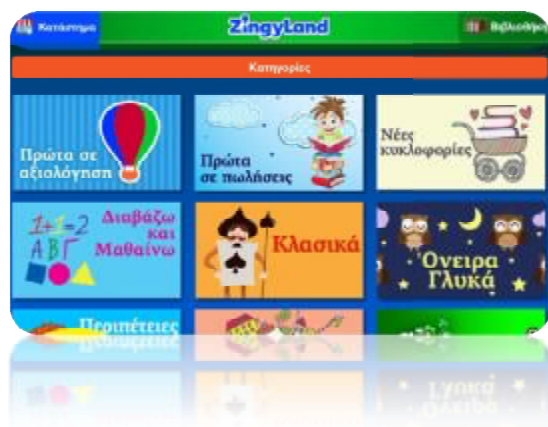 Κατάστημα
ZingyLand
Βιβλιοθήκη
Κατηγορίες
Πρώτα σε
αξιολόγηση
Πρώτα
σε πωλήσεις
Νέες
κυκλοφορίες
1+1=2
ΑΒΓ
Διαβάζω
και
Μαθαίνω
Κλασικά
Όνειρα
Γλυκά
Περιπέτειες